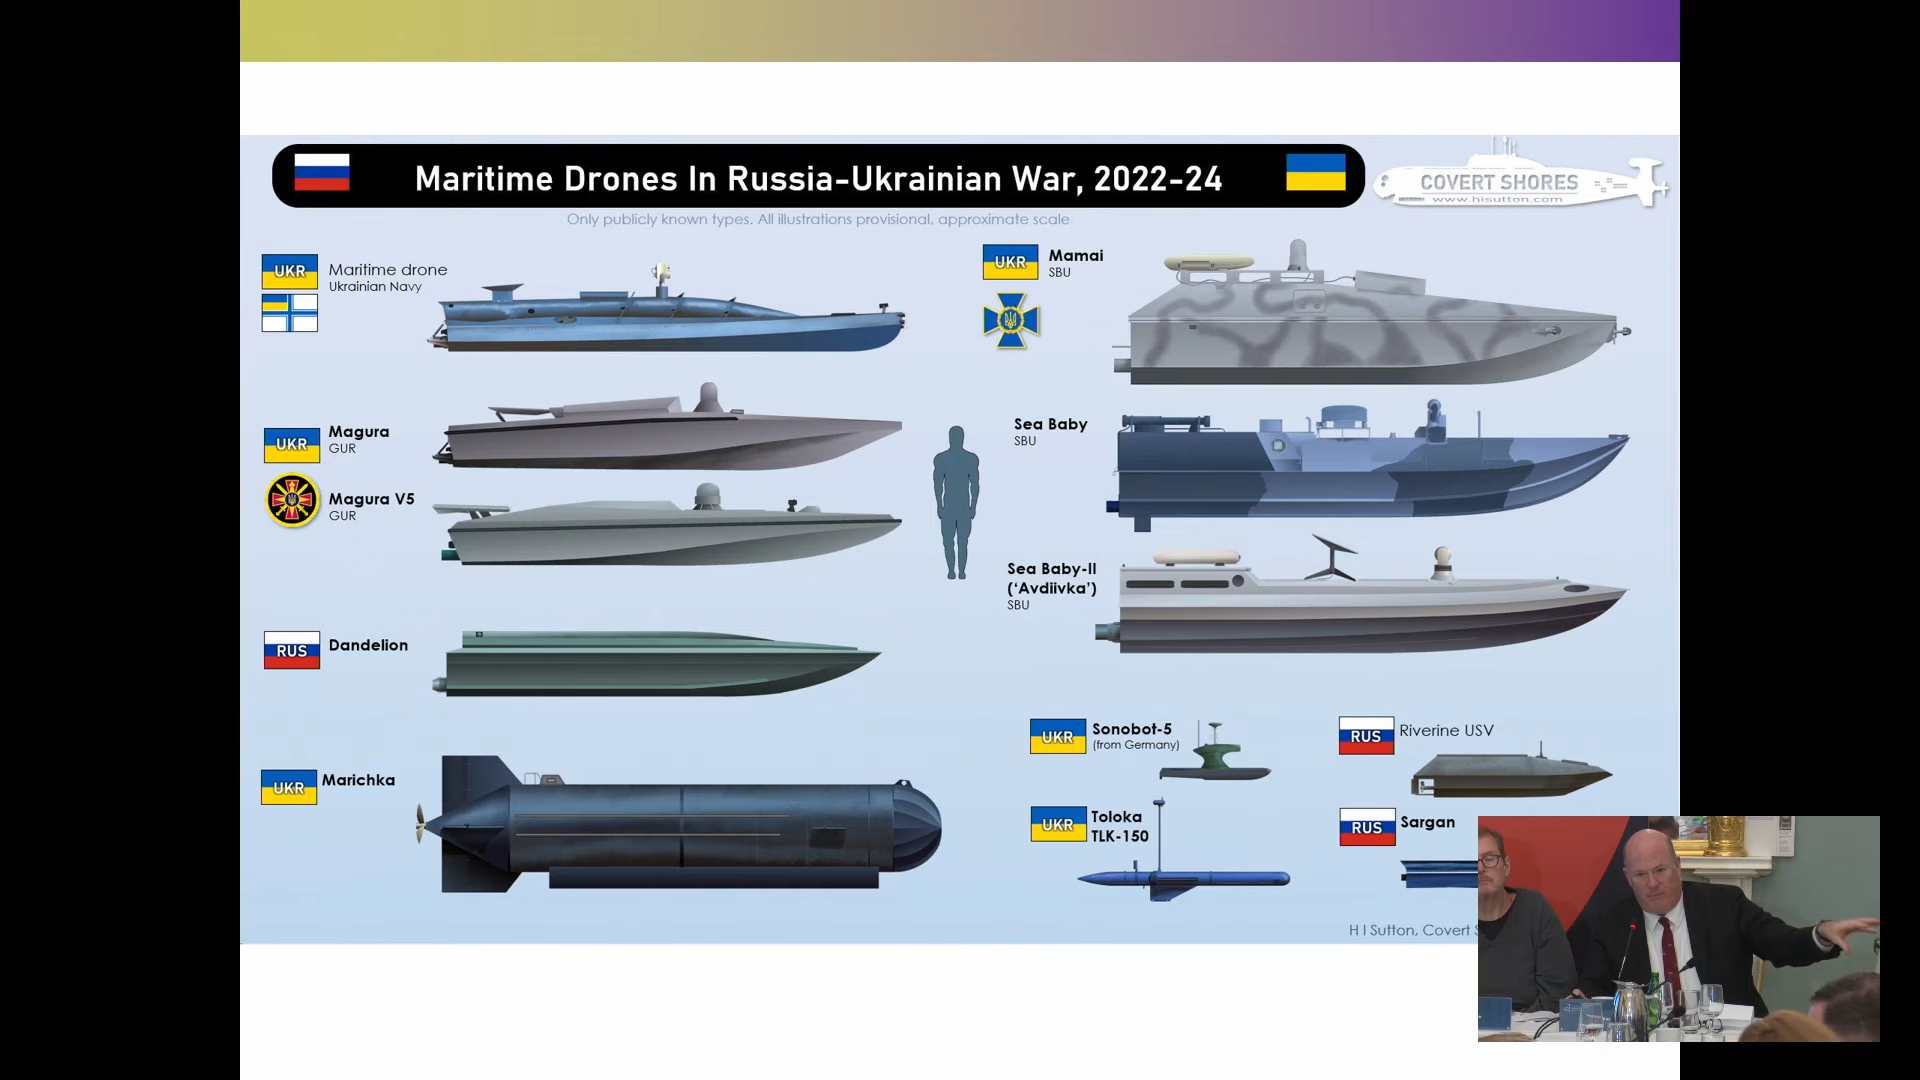 Maritime Drones In Russia-Ukrainian War, 2022-24
COVERT SHORES
www.hisutton.com
Only publicly known types. All illustrations provisional, approximate scale
UKR
Maritime drone
Ukrainian Navy
UKR
Magura
GUR
Magura V5
GUR
RUS
Dandelion
UKR
Marichka
UKR
Mamai
SBU
Sea Baby
SBU
Sea Baby-II
(‘Avdiivka’)
SBU
UKR
Sonobot-5
(from Germany)
RUS
Riverine USV
UKR
Toloka
TLK-150
RUS
Sargan
H I Sutton, Covert